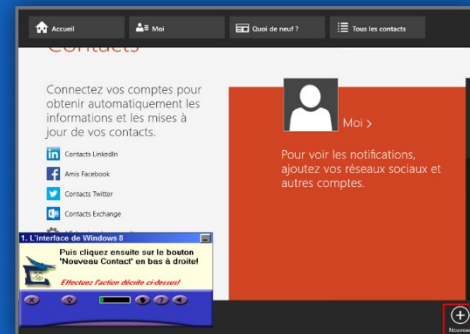 Accueil
Moi
Quoi de neuf ?
Tous les contacts
Contacts
Connectez vos comptes pour
obtenir automatiquement les
informations et les mises à
jour de vos contacts.
Contacts LinkedIn
Amis Facebook
Contacts Twitter
Contacts Exchange
Moi >
Pour voir les notifications,
ajoutez vos réseaux sociaux et
autres comptes.
1. L'interface de Windows 8
Puis cliquez ensuite sur le bouton
'Nouveau Contact' en bas à droite!
Effectuez l'action décrite ci-dessus!
Nouveau